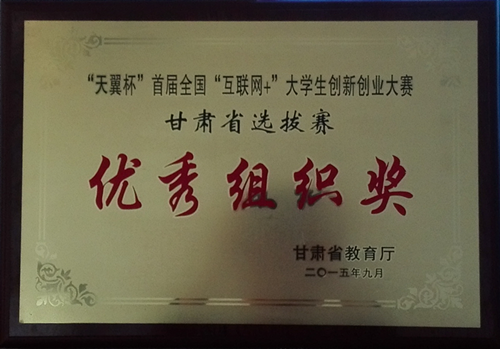 “天翼杯”首届全国“互联网+”大学生创新创业大赛
甘肃省选拔赛
优秀组织奖
甘肃省教育厅
二〇一五年九月